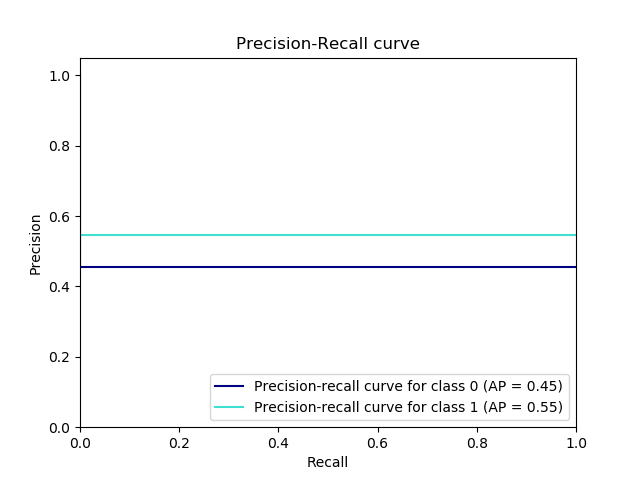 Precision-Recall curve
1.0
0.8
0.6
0.4
0.2
0.0
Precision
Precision-recall curve for class 0 (AP = 0.45)
Precision-recall curve for class 1 (AP = 0.55)
0.0 0.2 0.4 0.6 0.8 1.0
Recall